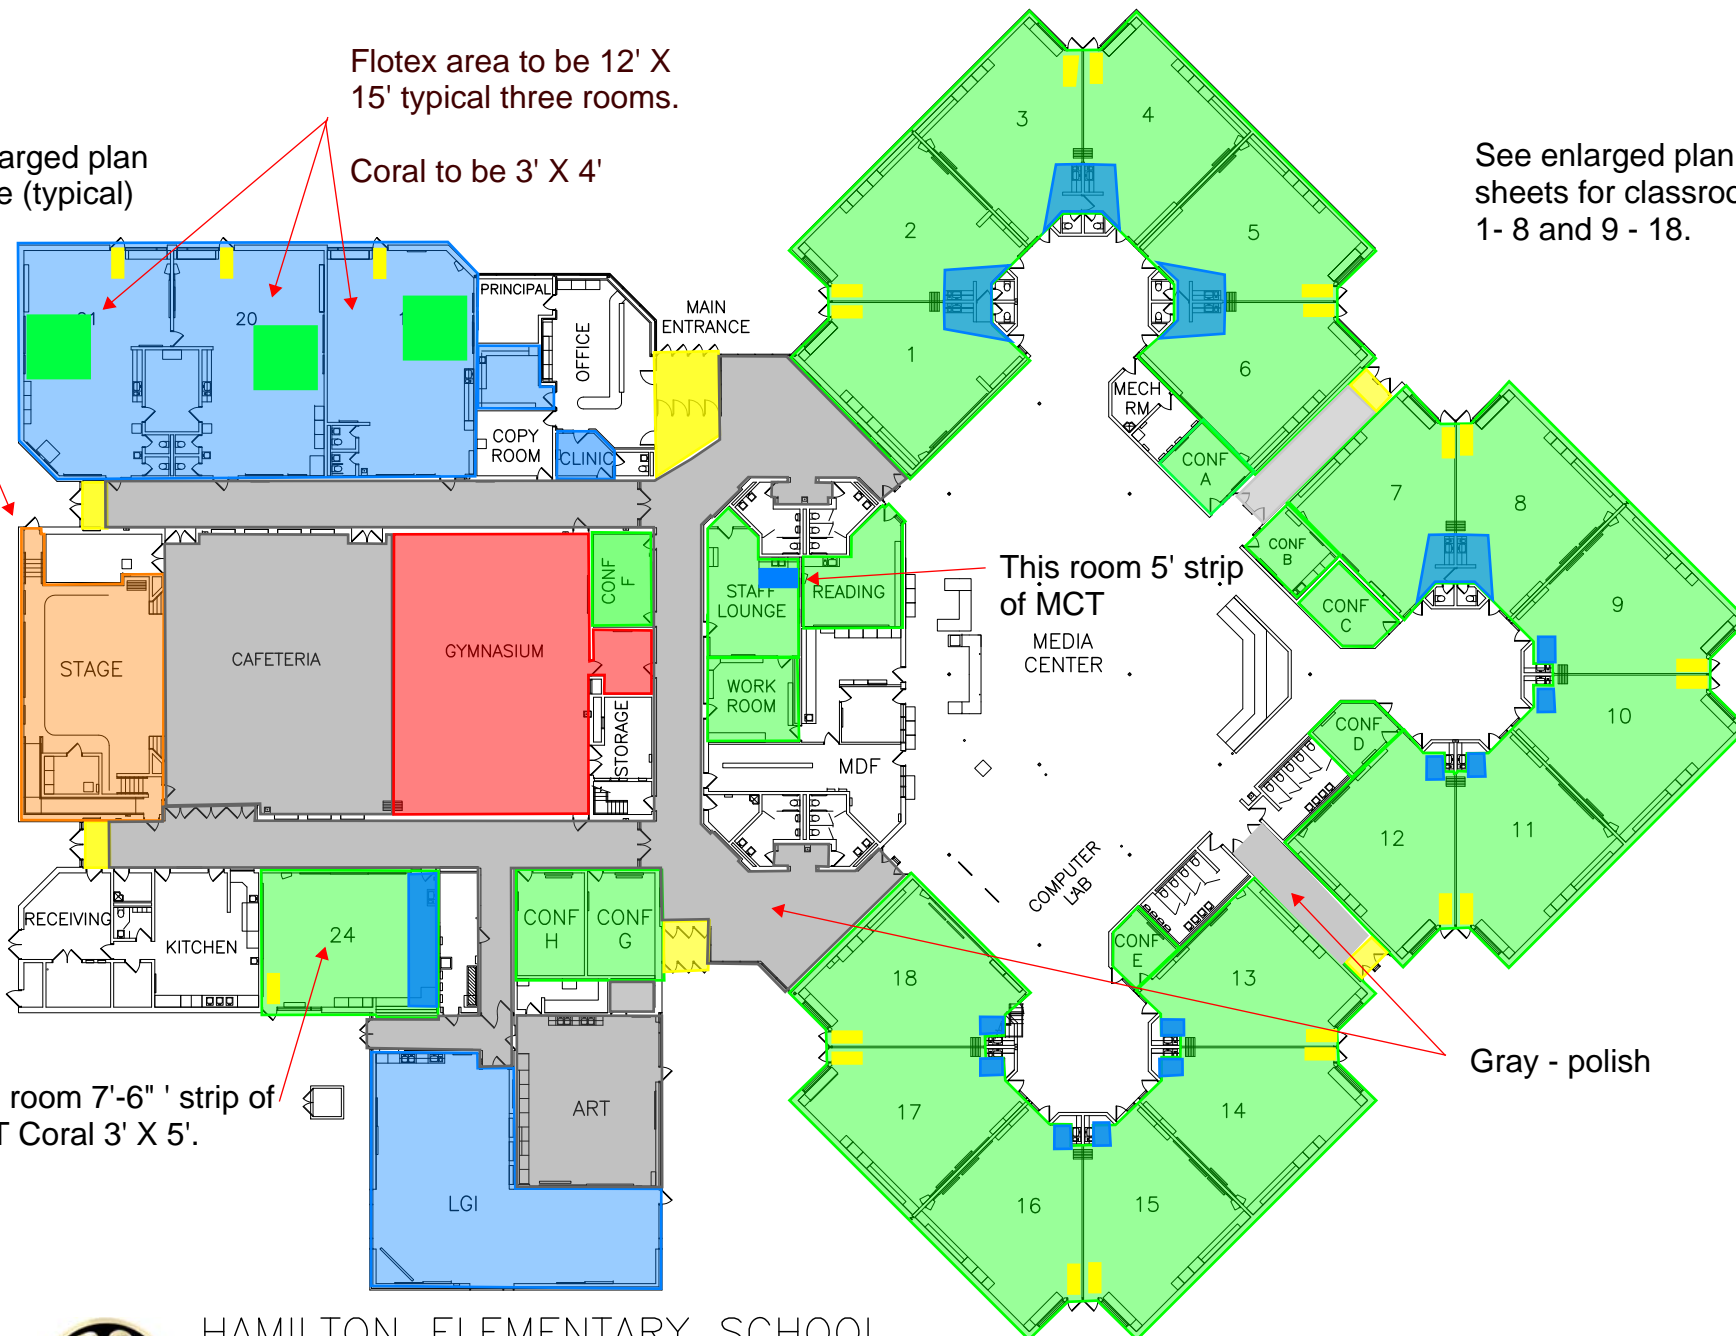 Flotex area to be 12' X
15' typical three rooms.
Coral to be 3' X 4'
arged plan
e (typical)
See enlarged plan
sheets for classroo
1- 8 and 9 - 18.
3
4
2
5
1
6
20
PRINCIPAL
OFFICE
MAIN
ENTRANCE
COPY
ROOM
CLINIC
MECH
RM
CONF
A
7
8
CONF
B
CONF
C
9
10
CONF
D
12
11
This room 5' strip
of MCT
STAFF
LOUNGE
READING
MEDIA
CENTER
WORK
ROOM
MDF
CONF
F
STAGE
CAFETERIA
GYMNASIUM
STORAGE
COMPUTER
LAB
RECEIVING
KITCHEN
24
CONF
H
CONF
G
CONF
E
18
13
17
14
16
15
Gray - polish
room 7'-6" ' strip of
T Coral 3' X 5'.
ART
LGI
HAMILTON ELEMENTARY SCHOOL